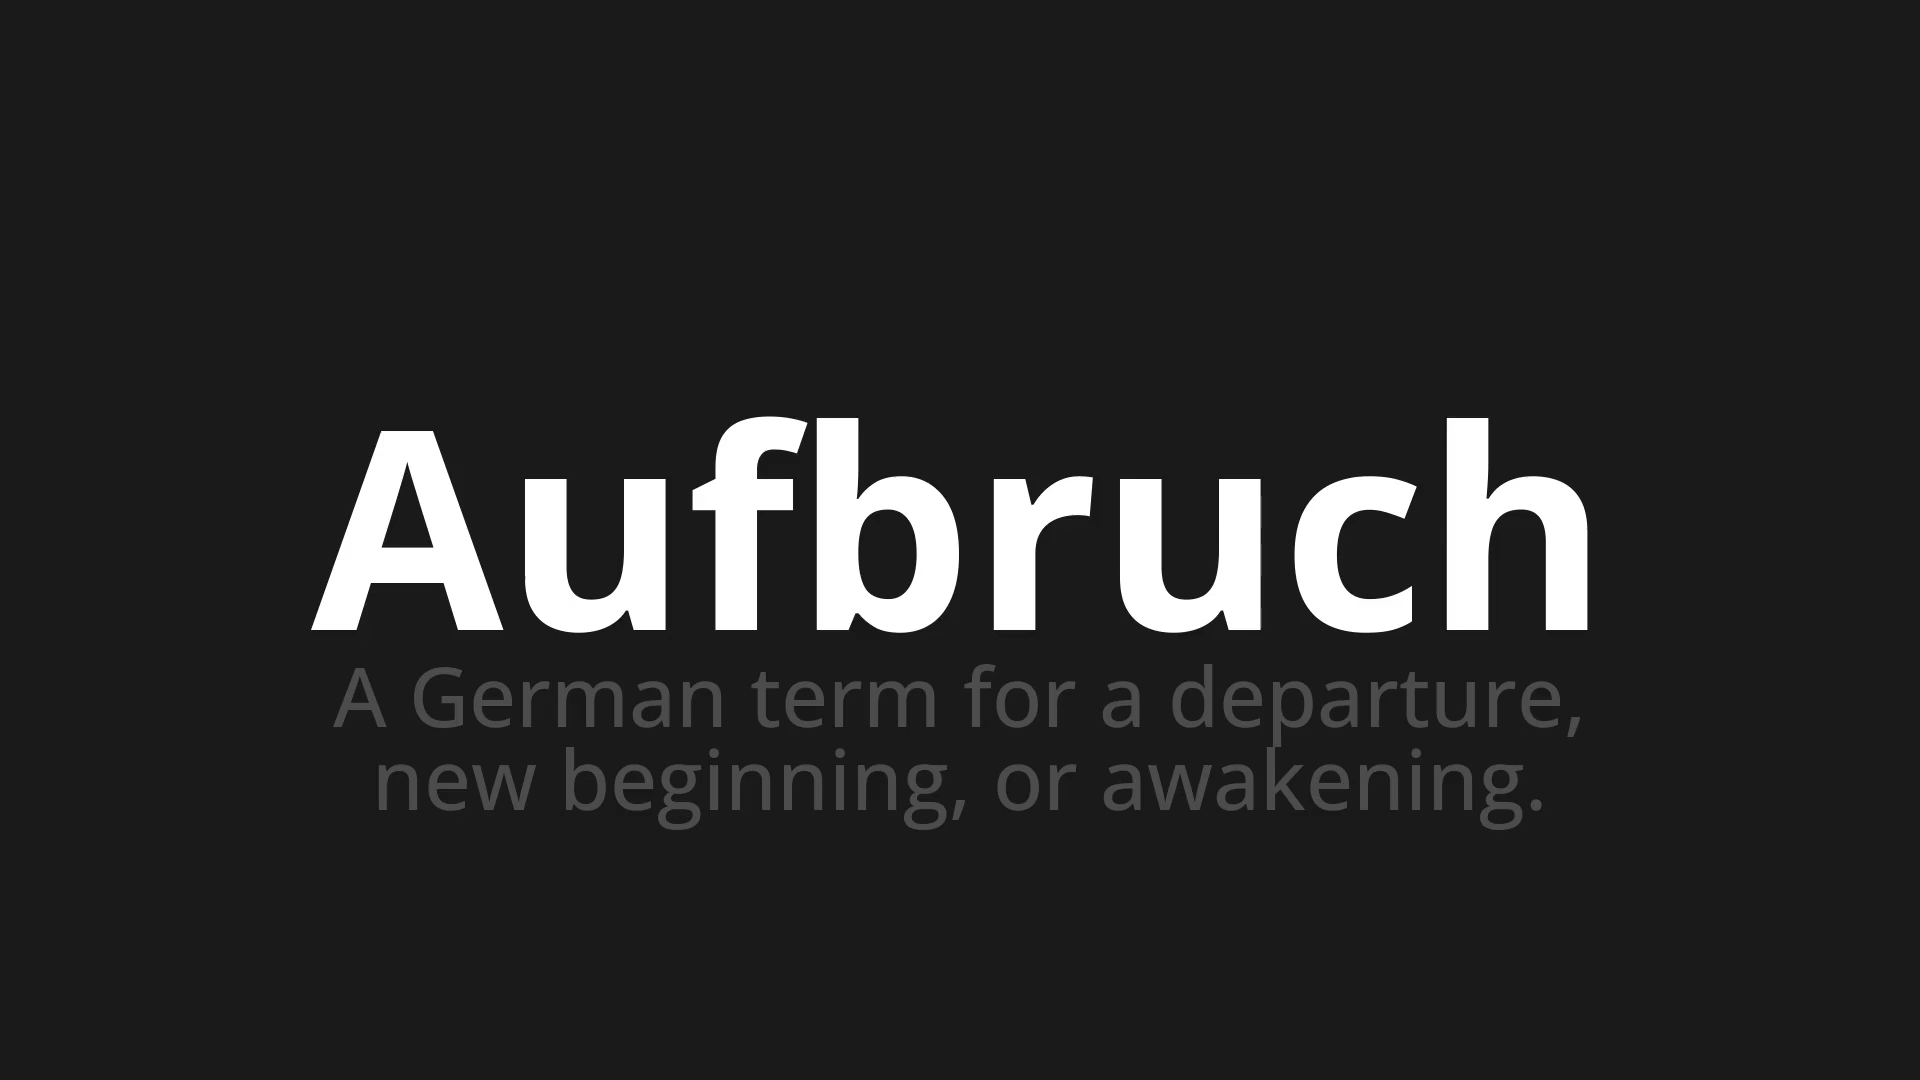 Aufbruch
A German term for a departure,
new beginning, or awakening.